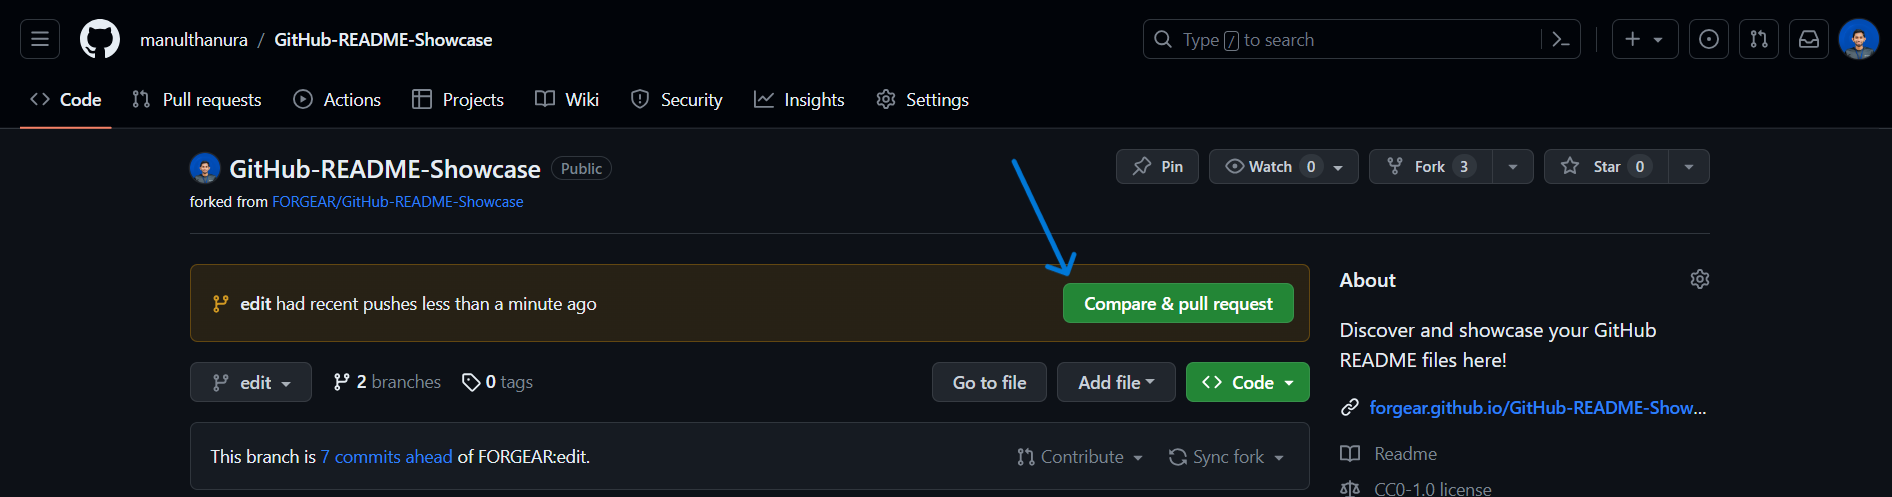 manulthanura / GitHub-README-Showcase
Type / to search
Code Pull requests Actions Projects Wiki Security Insights Settings
GitHub-README-Showcase Public
Pin Watch 0 Fork 3 Star 0
forked from FORGEAR/GitHub-README-Showcase
edit had recent pushes less than a minute ago
Compare & pull request
edit 2 branches 0 tags
Go to file Add file Code
This branch is 7 commits ahead of FORGEAR:edit.
Contribute Sync fork
About
Discover and showcase your GitHub
README files here!
forgear.github.io/GitHub-README-Show...
Readme
CC0-1.0 license